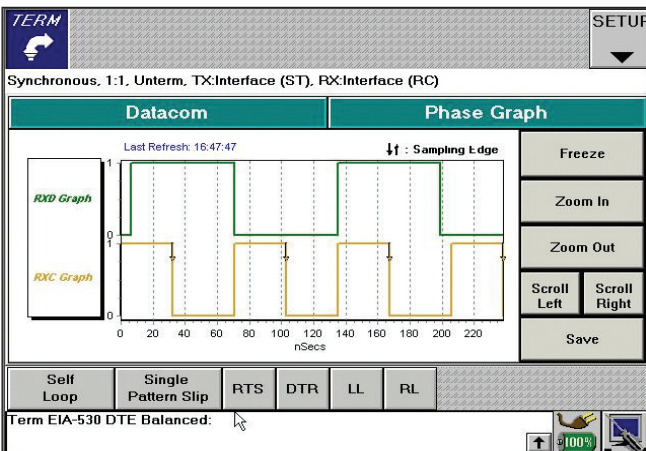 TERM
SETUP
Synchronous, 1:1, Unterm, TX:Interface (ST), RX:Interface (RC)
Datacom
Phase Graph
Last Refresh: 16:47:47
↓↑ : Sampling Edge
RXD Graph
1
0
RXC Graph
1
0
0 20 40 60 80 100 120 140 160 180 200 220
nSecs
Freeze
Zoom In
Zoom Out
Scroll Left
Scroll Right
Save
Self Loop
Single Pattern Slip
RTS
DTR
LL
RL
Term EIA-530 DTE Balanced:
100%